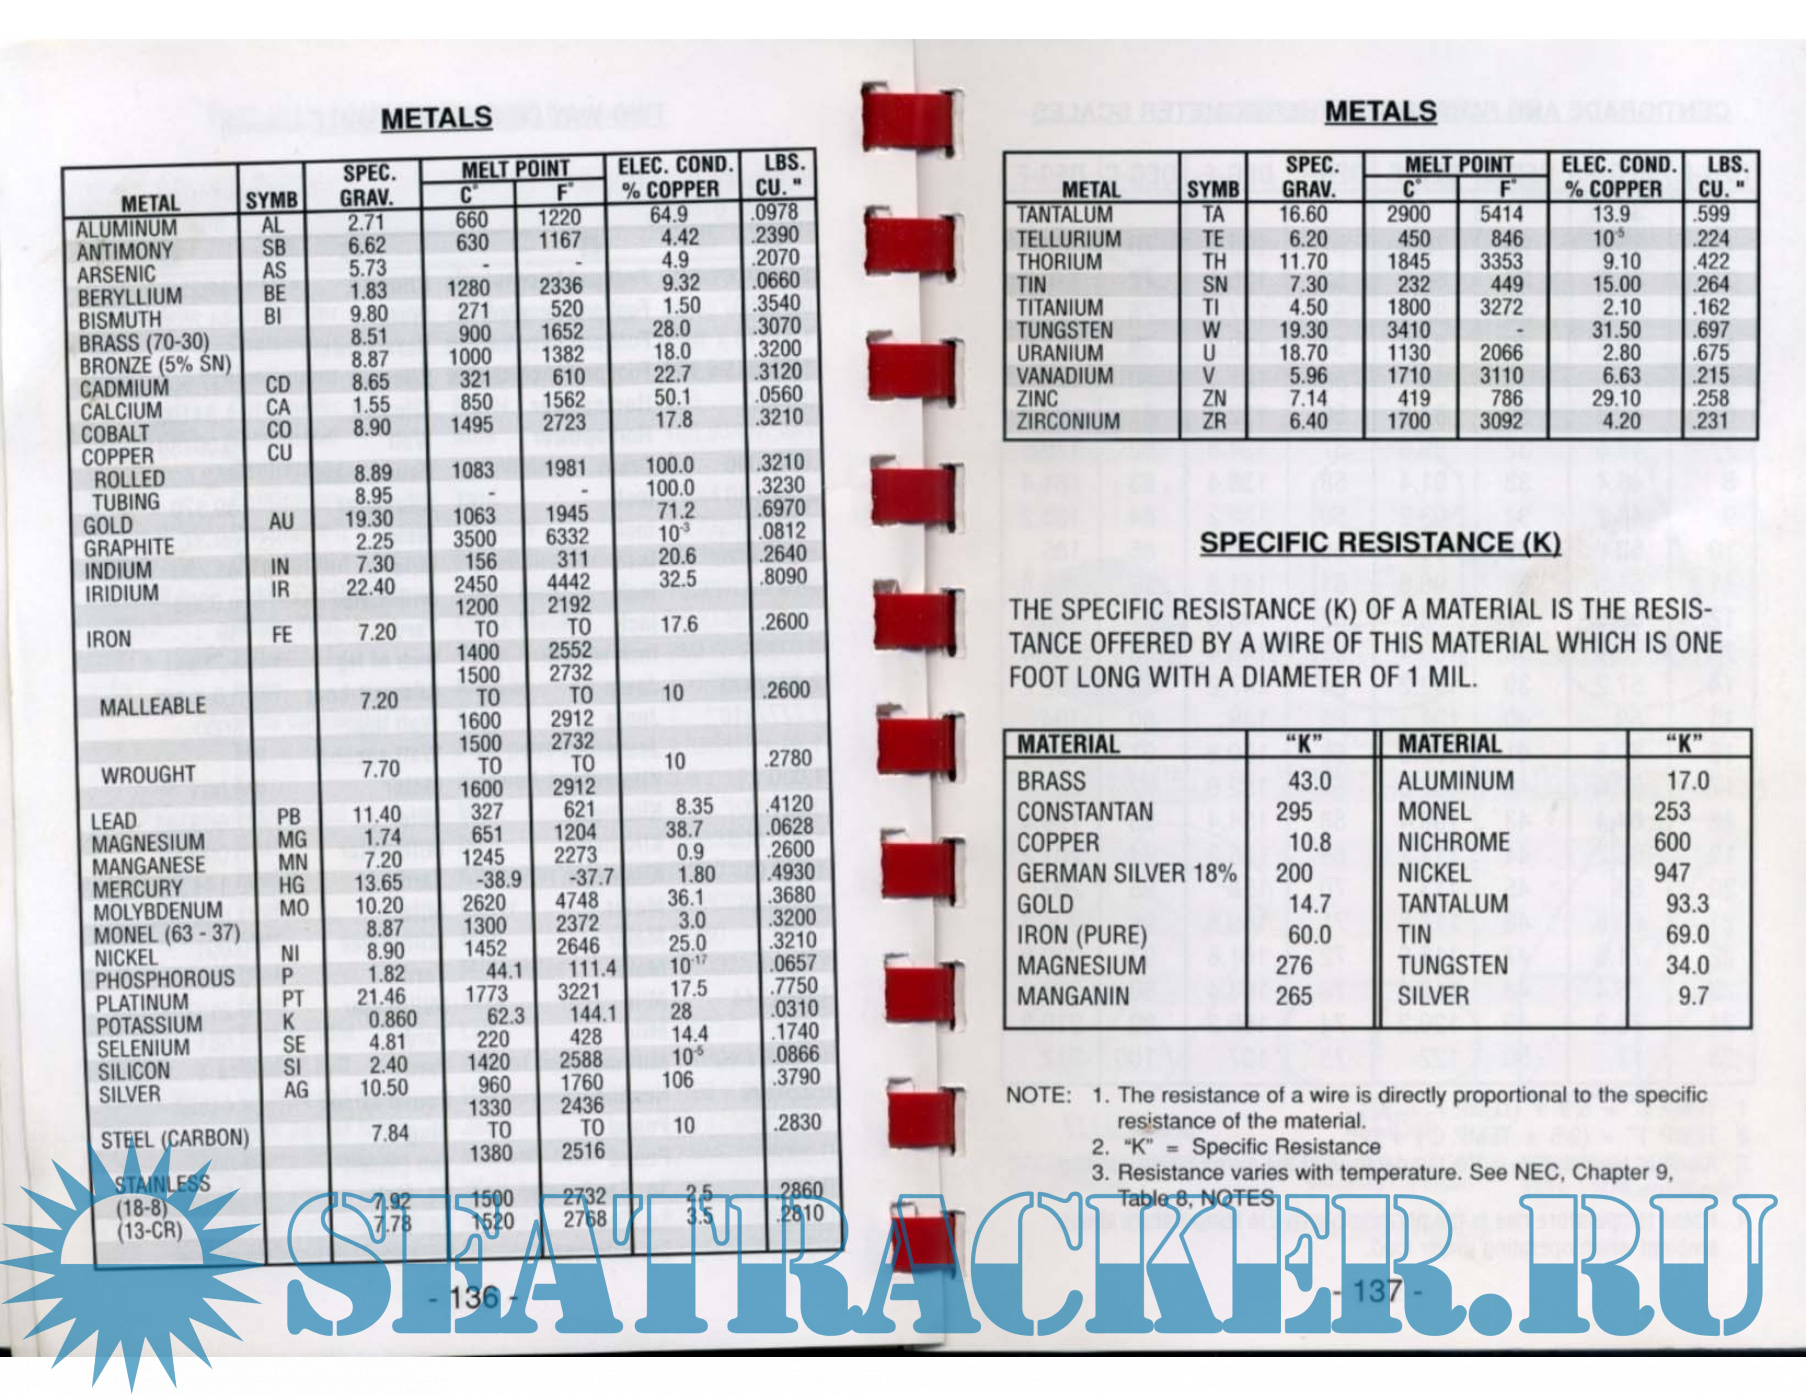 METALS
METAL SYMB SPEC. GRAV. MELT POINT C° F° ELEC. COND. % COPPER LBS. CU. "
ALUMINUM AL 2.71 660 1220 64.9 .0978
ANTIMONY SB 6.62 630 1167 4.42 .2390
ARSENIC AS 5.73 - - 4.9 .2070
BERYLLIUM BE 1.83 1280 2336 9.32 .0660
BISMUTH BI 9.80 271 520 1.50 .3540
BRASS (70-30) 8.51 900 1652 28.0 .3070
BRONZE (5% SN) 8.87 1000 1382 18.0 .3200
CADMIUM CD 8.65 321 610 22.7 .3120
CALCIUM CA 1.55 850 1562 50.1 .0560
COBALT CO 8.90 1495 2723 17.8 .3210
COPPER CU
ROLLED 8.89 1083 1981 100.0 .3210
TUBING 8.95 - - 100.0 .3230
GOLD AU 19.30 1063 1945 71.2 .6970
GRAPHITE 2.25 3500 6332 10⁻³ .0812
INDIUM IN 7.30 156 311 20.6 .2640
IRIDIUM IR 22.40 2450 4442 32.5 .8090
1200 2192
IRON FE 7.20 TO TO 17.6 .2600
1400 2552
1500 2732
MALLEABLE 7.20 TO TO 10 .2600
1600 2912
1500 2732
WROUGHT 7.70 TO TO 10 .2780
1600 2912
LEAD PB 11.40 327 621 8.35 .4120
MAGNESIUM MG 1.74 651 1204 38.7 .0628
MANGANESE MN 7.20 1245 2273 0.9 .2600
MERCURY HG 13.65 -38.9 -37.7 1.80 .4930
MOLYBDENUM MO 10.20 2620 4748 36.1 .3680
MONEL (63 - 37) 8.87 1300 2372 3.0 .3200
NICKEL NI 8.90 1452 2646 25.0 .3210
PHOSPHOROUS P 1.82 44.1 111.4 10⁻¹⁷ .0657
PLATINUM PT 21.46 1773 3221 17.5 .7750
POTASSIUM K 0.860 62.3 144.1 28 .0310
SELENIUM SE 4.81 220 428 14.4 .1740
SILICON SI 2.40 1420 2588 10⁻⁵ .0866
SILVER AG 10.50 960 1760 106 .3790
1330 2436
STEEL (CARBON) 7.84 TO TO 10 .2830
1380 2516
STAINLESS
(18-8) 7.92 1500 2732 2.5 .2860
(13-CR) 7.78 1520 2768 3.5 .2810
- 136 -
METALS
METAL SYMB SPEC. GRAV. MELT POINT C° F° ELEC. COND. % COPPER LBS. CU. "
TANTALUM TA 16.60 2900 5414 13.9 .599
TELLURIUM TE 6.20 450 846 10⁻⁵ .224
THORIUM TH 11.70 1845 3353 9.10 .422
TIN SN 7.30 232 449 15.00 .264
TITANIUM TI 4.50 1800 3272 2.10 .162
TUNGSTEN W 19.30 3410 - 31.50 .697
URANIUM U 18.70 1130 2066 2.80 .675
VANADIUM V 5.96 1710 3110 6.63 .215
ZINC ZN 7.14 419 786 29.10 .258
ZIRCONIUM ZR 6.40 1700 3092 4.20 .231
SPECIFIC RESISTANCE (K)
THE SPECIFIC RESISTANCE (K) OF A MATERIAL IS THE RESIS-
TANCE OFFERED BY A WIRE OF THIS MATERIAL WHICH IS ONE
FOOT LONG WITH A DIAMETER OF 1 MIL.
MATERIAL "K" MATERIAL "K"
BRASS 43.0 ALUMINUM 17.0
CONSTANTAN 295 MONEL 253
COPPER 10.8 NICHROME 600
GERMAN SILVER 18% 200 NICKEL 947
GOLD 14.7 TANTALUM 93.3
IRON (PURE) 60.0 TIN 69.0
MAGNESIUM 276 TUNGSTEN 34.0
MANGANIN 265 SILVER 9.7
NOTE: 1. The resistance of a wire is directly proportional to the specific
resistance of the material.
2. "K" = Specific Resistance
3. Resistance varies with temperature. See NEC, Chapter 9,
Table 8, NOTES
- 137 -
SEATRACKER.RU